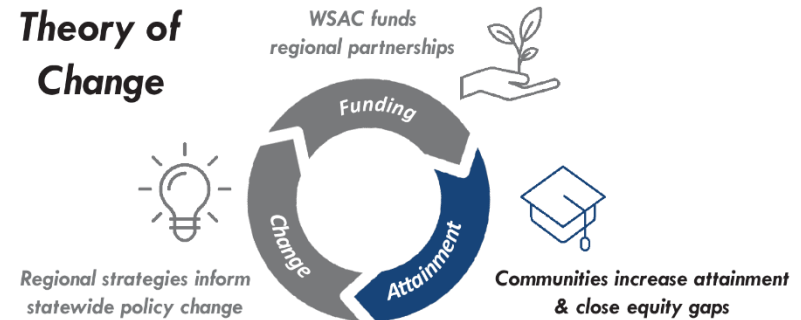 Theory of
Change
WSAC funds
regional partnerships
Funding
Change
Attainment
Regional strategies inform
statewide policy change
Communities increase attainment
& close equity gaps